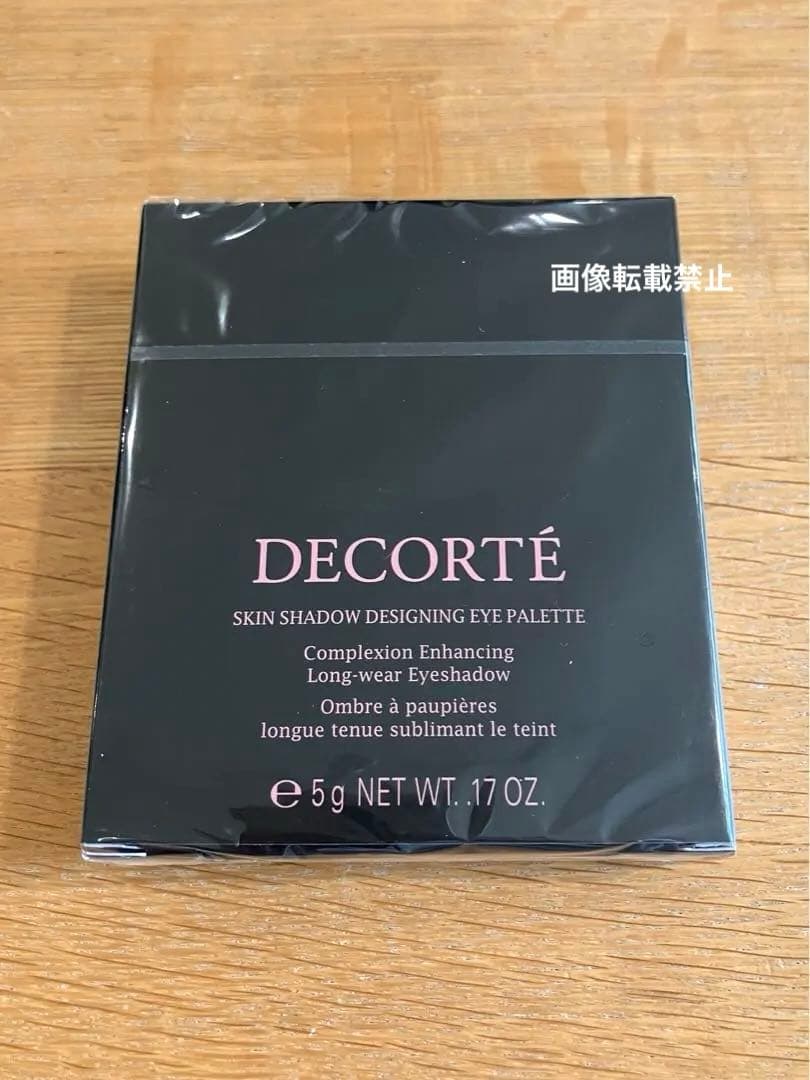 画像転載禁止
DECORTÉ
SKIN SHADOW DESIGNING EYE PALETTE
Complexion Enhancing
Long-wear Eyeshadow
Ombre à paupières
longue tenue sublimant le teint
℮ 5g NET WT. .17 OZ.